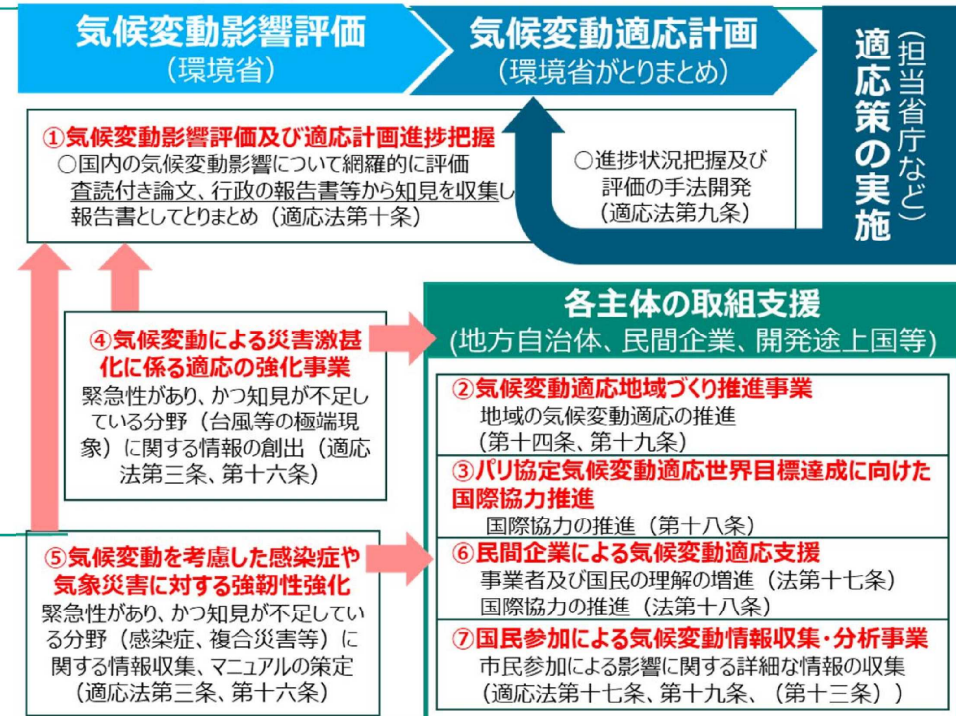 気候変動影響評価
（環境省）
気候変動適応計画
（環境省がとりまとめ）
適応策の実施
（担当省庁など）
①気候変動影響評価及び適応計画進捗把握
○国内の気候変動影響について網羅的に評価
査読付き論文、行政の報告書等から知見を収集し
報告書としてとりまとめ（適応法第十条）
○進捗状況把握及び
評価の手法開発
（適応法第九条）
④気候変動による災害激甚
化に係る適応の強化事業
緊急性があり、かつ知見が不足し
ている分野（台風等の極端現
象）に関する情報の創出（適応
法第三条、第十六条）
⑤気候変動を考慮した感染症や
気象災害に対する強靭性強化
緊急性があり、かつ知見が不足してい
る分野（感染症、複合災害等）に
関する情報収集、マニュアルの策定
（適応法第三条、第十六条）
各主体の取組支援
(地方自治体、民間企業、開発途上国等)
②気候変動適応地域づくり推進事業
地域の気候変動適応の推進
（第十四条、第十九条）
③パリ協定気候変動適応世界目標達成に向けた
国際協力推進
国際協力の推進（第十八条）
⑥民間企業による気候変動適応支援
事業者及び国民の理解の増進（法第十七条）
国際協力の推進（法第十八条）
⑦国民参加による気候変動情報収集・分析事業
市民参加による影響に関する詳細な情報の収集
（適応法第十七条、第十九条、（第十三条））